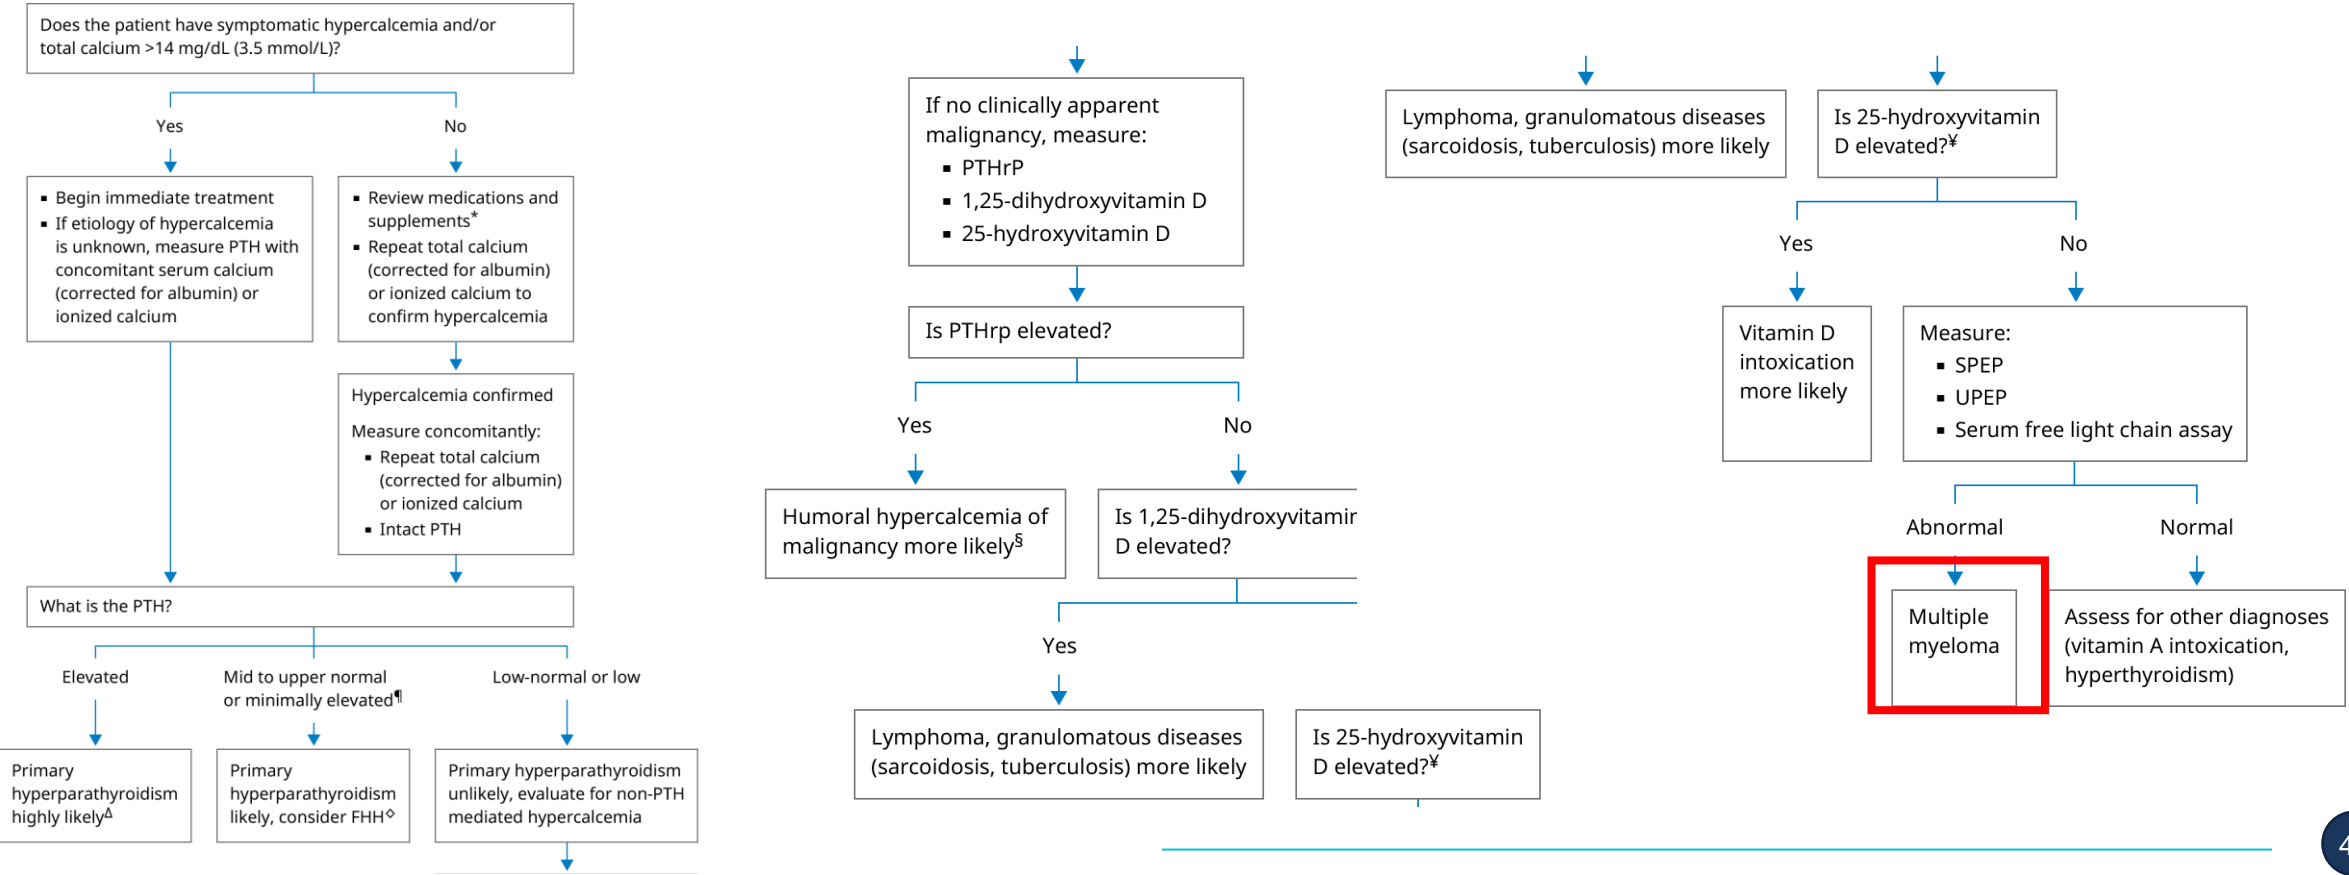 Does the patient have symptomatic hypercalcemia and/or
total calcium >14 mg/dL (3.5 mmol/L)?
Yes
No
▪ Begin immediate treatment
▪ If etiology of hypercalcemia
is unknown, measure PTH with
concomitant serum calcium
(corrected for albumin) or
ionized calcium
▪ Review medications and
supplements*
▪ Repeat total calcium
(corrected for albumin)
or ionized calcium to
confirm hypercalcemia
Hypercalcemia confirmed
Measure concomitantly:
▪ Repeat total calcium
(corrected for albumin)
or ionized calcium
▪ Intact PTH
What is the PTH?
Elevated
Mid to upper normal
or minimally elevated¶
Low-normal or low
Primary
hyperparathyroidism
highly likelyΔ
Primary
hyperparathyroidism
likely, consider FHH◇
Primary hyperparathyroidism
unlikely, evaluate for non-PTH
mediated hypercalcemia
If no clinically apparent
malignancy, measure:
▪ PTHrP
▪ 1,25-dihydroxyvitamin D
▪ 25-hydroxyvitamin D
Is PTHrp elevated?
Yes
No
Humoral hypercalcemia of
malignancy more likely§
Is 1,25-dihydroxyvitamin
D elevated?
Yes
Lymphoma, granulomatous diseases
(sarcoidosis, tuberculosis) more likely
Is 25-hydroxyvitamin
D elevated?¥
Lymphoma, granulomatous diseases
(sarcoidosis, tuberculosis) more likely
Is 25-hydroxyvitamin
D elevated?¥
Yes
No
Vitamin D
intoxication
more likely
Measure:
▪ SPEP
▪ UPEP
▪ Serum free light chain assay
Abnormal
Normal
Multiple
myeloma
Assess for other diagnoses
(vitamin A intoxication,
hyperthyroidism)
4